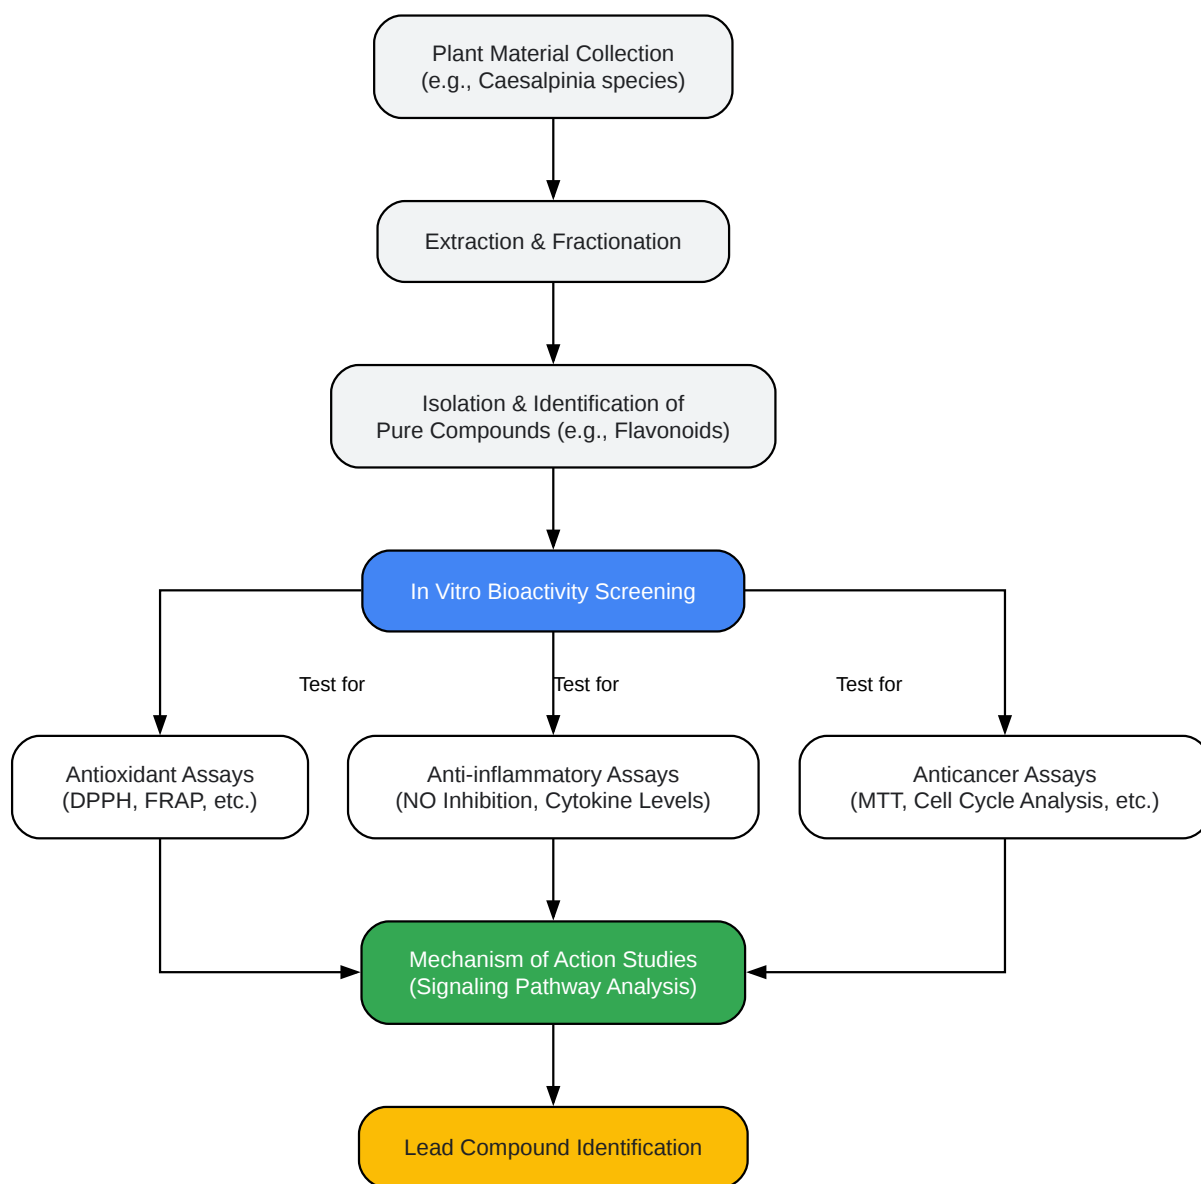 Plant Material Collection
(e.g., Caesalpinia species)
Extraction & Fractionation
Isolation & Identification of
Pure Compounds (e.g., Flavonoids)
In Vitro Bioactivity Screening
Test for
Test for
Test for
Antioxidant Assays
(DPPH, FRAP, etc.)
Anti-inflammatory Assays
(NO Inhibition, Cytokine Levels)
Anticancer Assays
(MTT, Cell Cycle Analysis, etc.)
Mechanism of Action Studies
(Signaling Pathway Analysis)
Lead Compound Identification